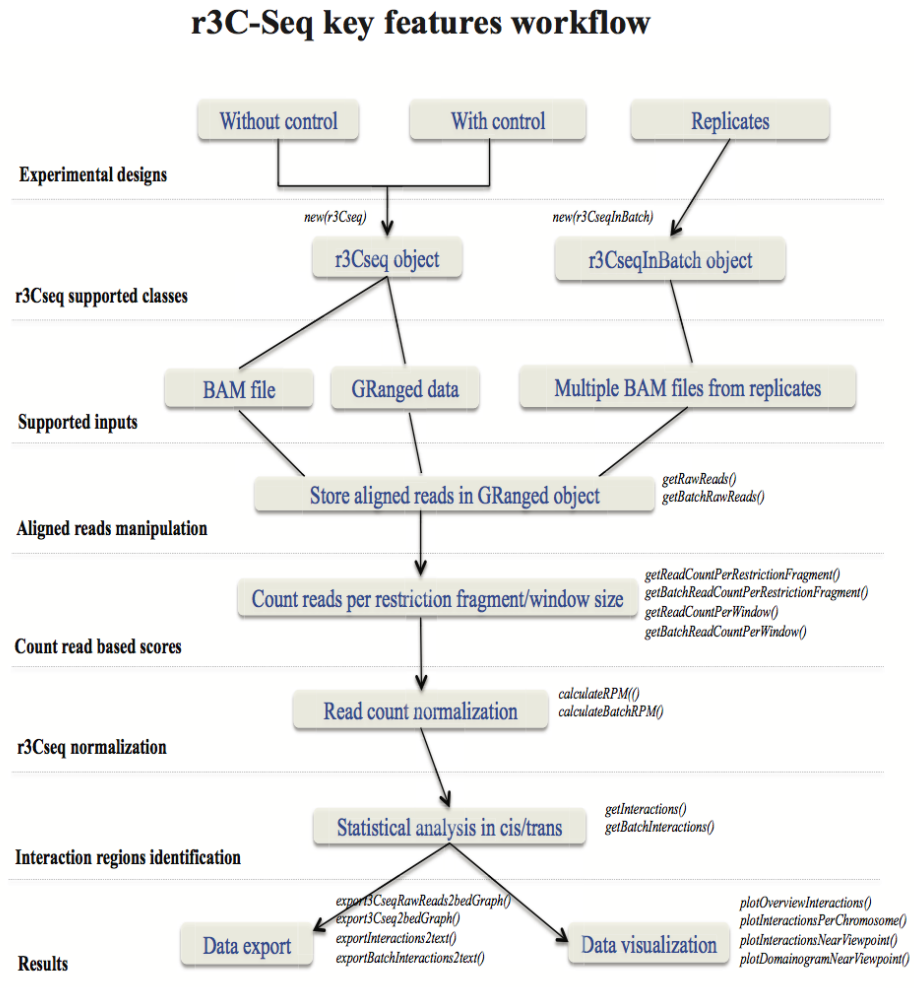 r3C-Seq key features workflow
Without control
With control
Replicates
Experimental designs
new(r3Cseq)
new(r3CseqInBatch)
r3Cseq object
r3CseqInBatch object
r3Cseq supported classes
BAM file
GRanged data
Multiple BAM files from replicates
Supported inputs
Store aligned reads in GRanged object
getRawReads()
getBatchRawReads()
Aligned reads manipulation
Count reads per restriction fragment/window size
getReadCountPerRestrictionFragment()
getBatchReadCountPerRestrictionFragment()
getReadCountPerWindow()
getBatchReadCountPerWindow()
Count read based scores
Read count normalization
calculateRPM(()
calculateBatchRPM()
r3Cseq normalization
Statistical analysis in cis/trans
getInteractions()
getBatchInteractions()
Interaction regions identification
export3CseqRawReads2bedGraph()
export3Cseq2bedGraph()
exportInteractions2text()
exportBatchInteractions2text()
plotOverviewInteractions()
plotInteractionsPerChromosome()
plotInteractionsNearViewpoint()
plotDomainogramNearViewpoint()
Data export
Data visualization
Results